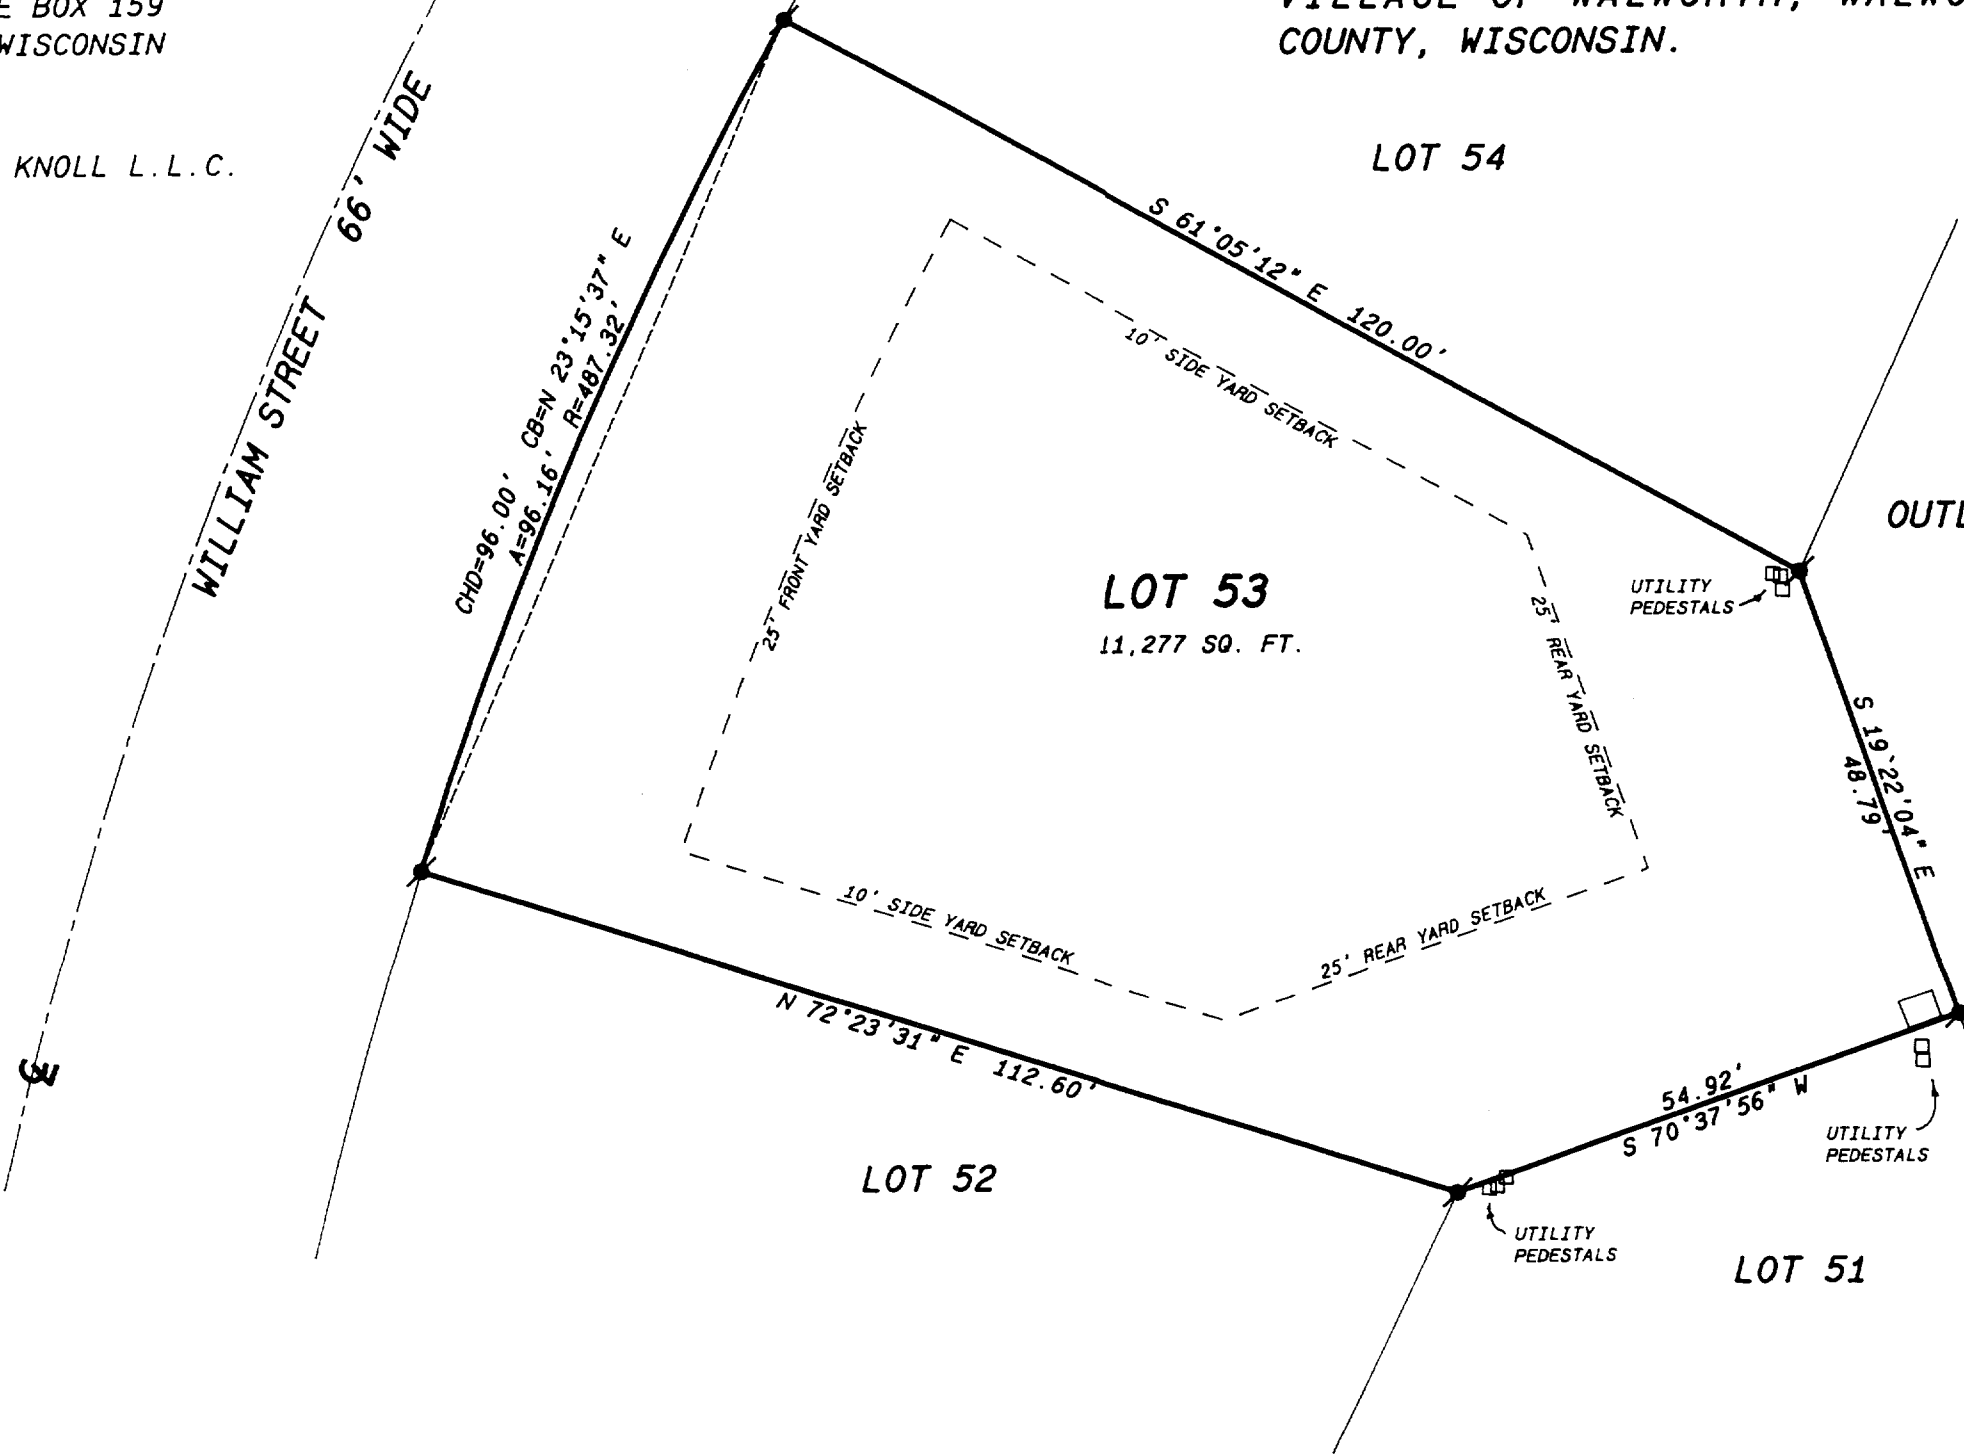 E BOX 159
WISCONSIN
KNOLL L.L.C.
COUNTY, WISCONSIN.
VILLAGE OF WALWORTH, WALWO
LOT 54
WILLIAM STREET 66' WIDE
CHD=96.00' CB=N 23°15'37" E
A=96.16' R=487.32'
S 61°05'12" E 120.00'
10' SIDE YARD SETBACK
25' FRONT YARD SETBACK
LOT 53
11,277 SQ. FT.
OUTL
UTILITY
PEDESTALS
25' REAR YARD SETBACK
S 19°22'04" E
48.79'
10' SIDE YARD SETBACK
25' REAR YARD SETBACK
N 72°23'31" E 112.60'
54.92'
S 70°37'56" W
UTILITY
PEDESTALS
LOT 52
UTILITY
PEDESTALS
LOT 51